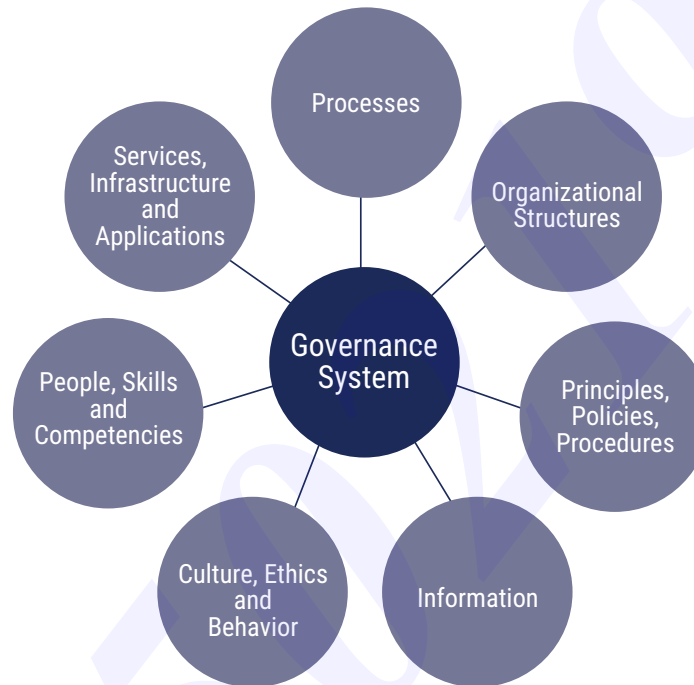 Processes
Services,
Infrastructure
and
Applications
Organizational
Structures
Governance
System
People, Skills
and
Competencies
Principles,
Policies,
Procedures
Culture, Ethics
and
Behavior
Information